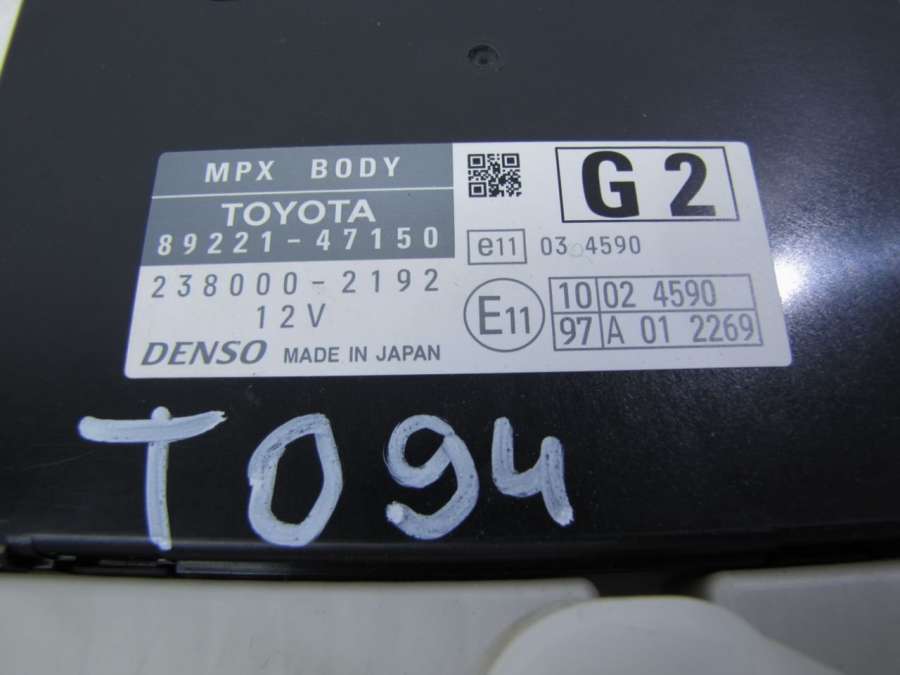 MPX BODY
TOYOTA
89221-47150
238000-2192
12V
DENSO MADE IN JAPAN
G2
e11 03 4590
E11
10 02 4590
97 A 01 2269
T094